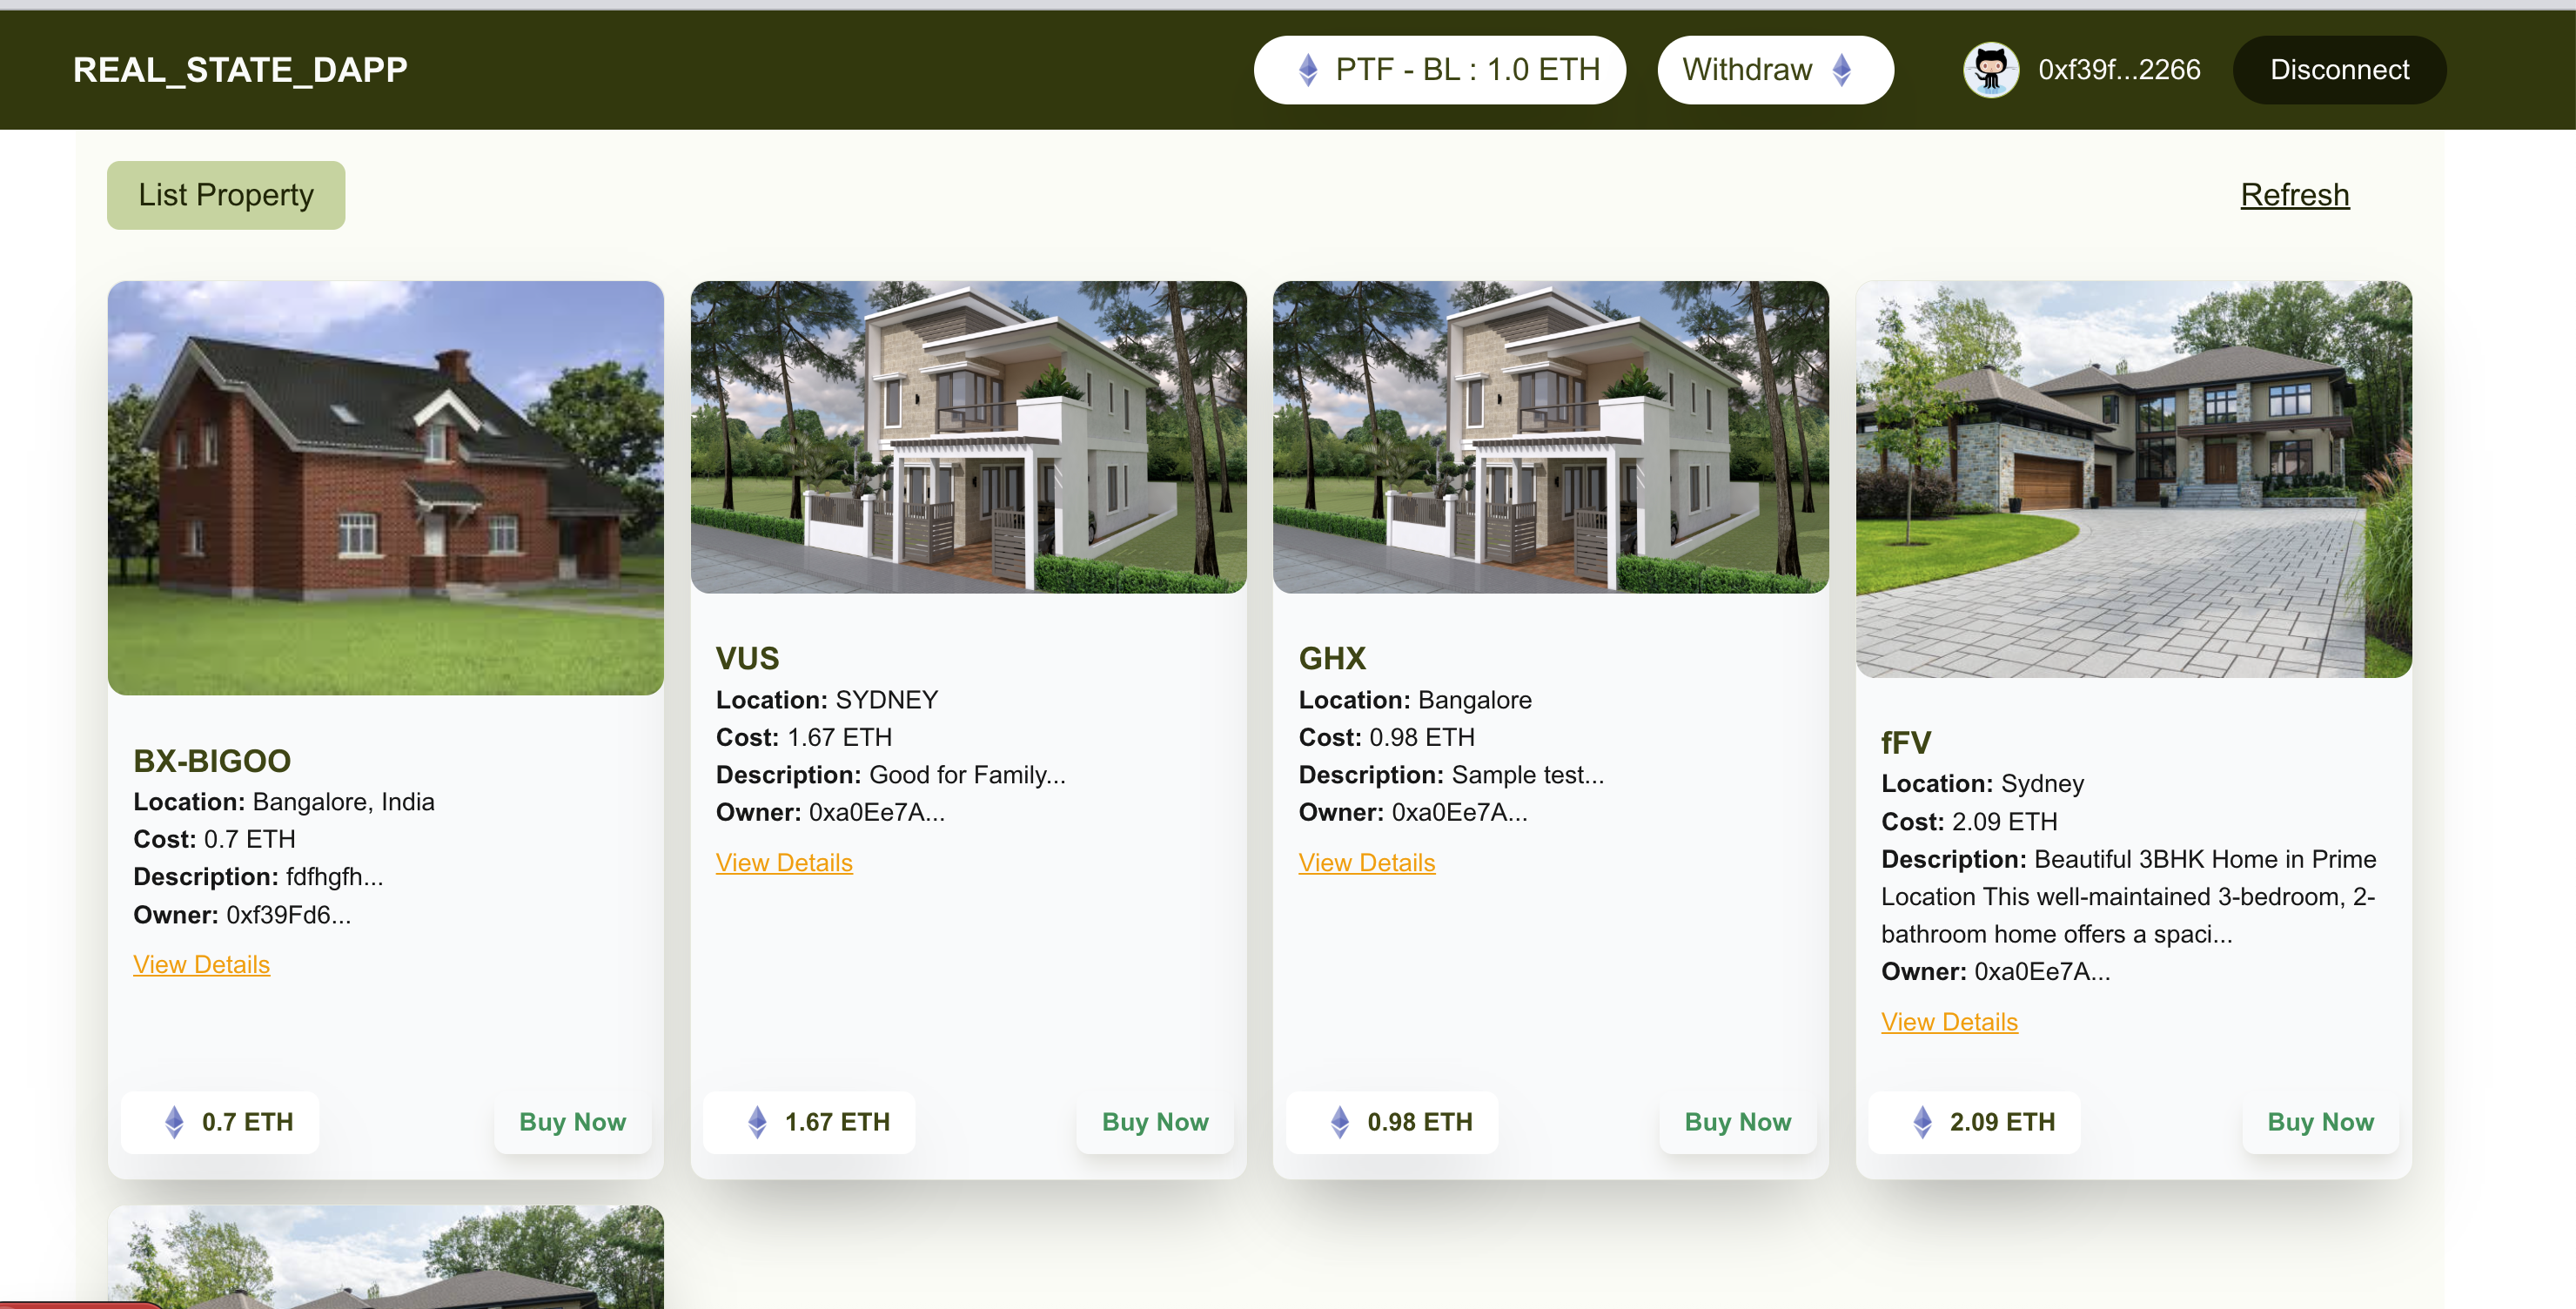 REAL_STATE_DAPP
PTF - BL : 1.0 ETH
Withdraw
0xf39f...2266
Disconnect
List Property
Refresh
BX-BIGOO
Location: Bangalore, India
Cost: 0.7 ETH
Description: fdfhgfh...
Owner: 0xf39Fd6...
View Details
0.7 ETH
Buy Now
VUS
Location: SYDNEY
Cost: 1.67 ETH
Description: Good for Family...
Owner: 0xa0Ee7A...
View Details
1.67 ETH
Buy Now
GHX
Location: Bangalore
Cost: 0.98 ETH
Description: Sample test...
Owner: 0xa0Ee7A...
View Details
0.98 ETH
Buy Now
fFV
Location: Sydney
Cost: 2.09 ETH
Description: Beautiful 3BHK Home in Prime
Location This well-maintained 3-bedroom, 2-
bathroom home offers a spaci...
Owner: 0xa0Ee7A...
View Details
2.09 ETH
Buy Now